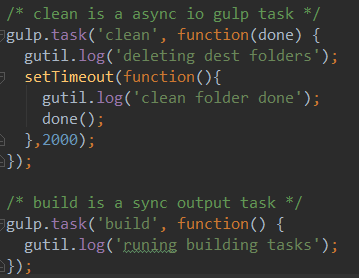 /* clean is a async io gulp task */
gulp.task('clean', function(done) {
gutil.log('deleting dest folders');
setTimeout(function(){
gutil.log('clean folder done');
done();
},2000);
});
/* build is a sync output task */
gulp.task('build', function() {
gutil.log('runing building tasks');
});